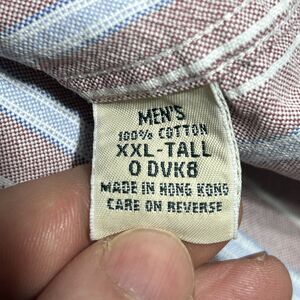 MEN'S
100% COTTON
XXL-TALL
0 DVK8
MADE IN HONG KONG
CARE ON REVERSE